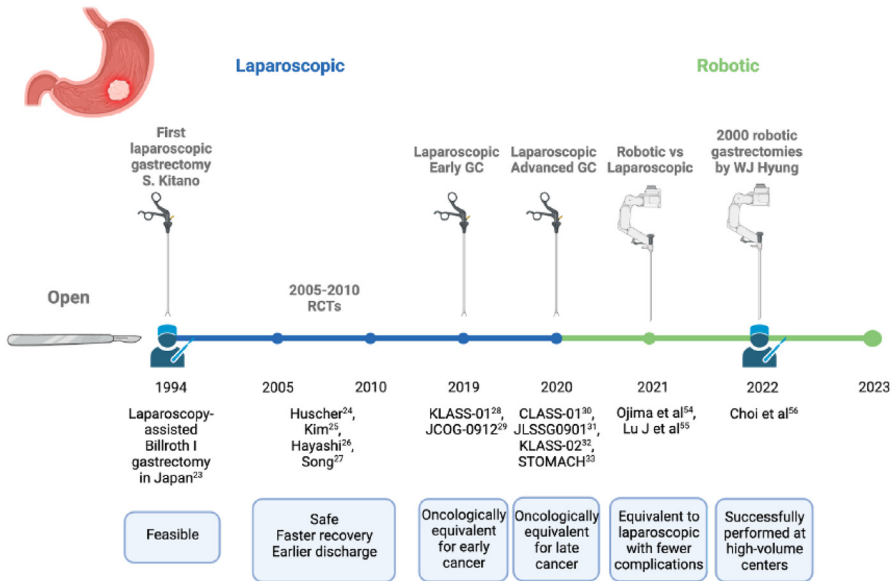 Laparoscopic
Robotic
First
laparoscopic
gastrectomy
S. Kitano
Laparoscopic
Early GC
Laparoscopic
Advanced GC
Robotic vs
Laparoscopic
2000 robotic
gastrectomies
by WJ Hyung
Open
2005-2010
RCTs
1994
2005
2010
2019
2020
2021
2022
2023
Laparoscopy-
assisted
Billroth I
gastrectomy
in Japan²³
Huscher²⁴,
Kim²⁵,
Hayashi²⁶,
Song²⁷
KLASS-01²⁸,
JCOG-0912²⁹
CLASS-01³⁰,
JLSSG0901³¹,
KLASS-02³²,
STOMACH³³
Ojima et al⁵⁴,
Lu J et al⁵⁵
Choi et al⁵⁶
Feasible
Safe
Faster recovery
Earlier discharge
Oncologically
equivalent
for early
cancer
Oncologically
equivalent
for late
cancer
Equivalent to
laparoscopic
with fewer
complications
Successfully
performed at
high-volume
centers